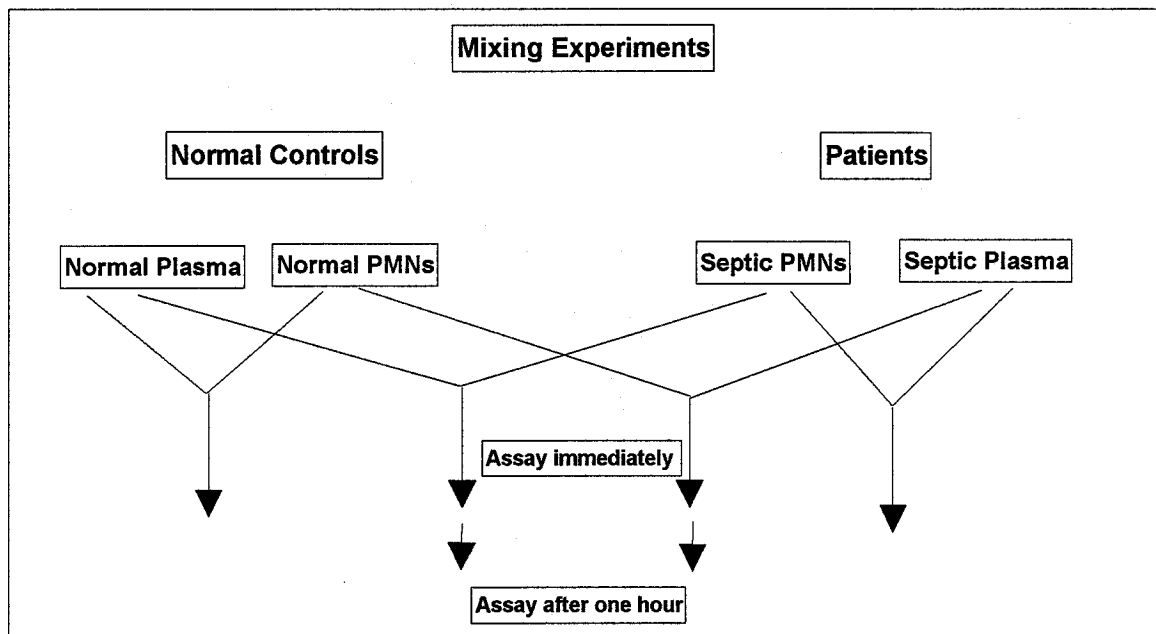 Mixing Experiments
Normal Controls
Patients
Normal Plasma
Normal PMNs
Septic PMNs
Septic Plasma
Assay immediately
Assay after one hour